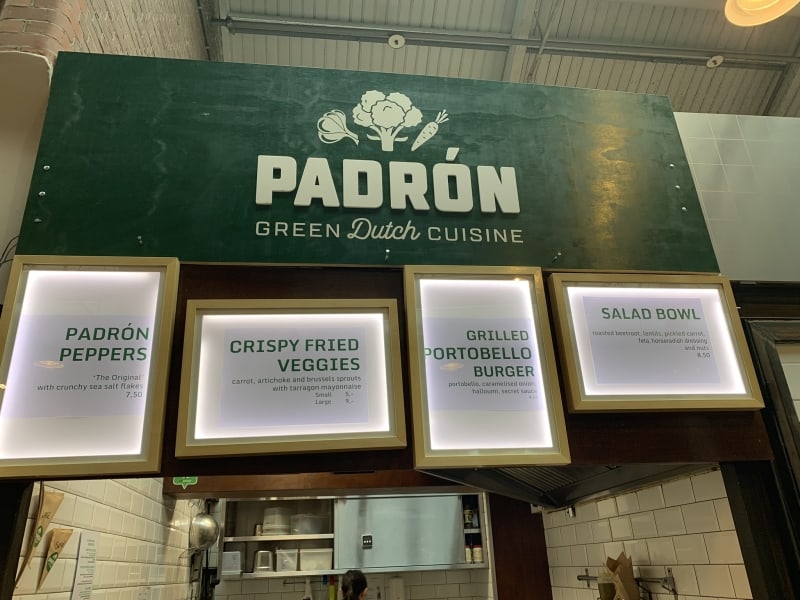 PADRÓN
GREEN Dutch CUISINE
PADRÓN
PEPPERS
"The Original"
with crunchy sea salt flakes
7.50
CRISPY FRIED
VEGGIES
carrot, artichoke and brussels sprouts
with tarragon mayonnaise
Small 5,-
Large 9,-
GRILLED
PORTOBELLO
BURGER
portobello, caramelised onion,
halloumi, secret sauce
SALAD BOWL
roasted beetroot, lentils, pickled carrot,
feta, horseradish dressing
and nuts
8.50